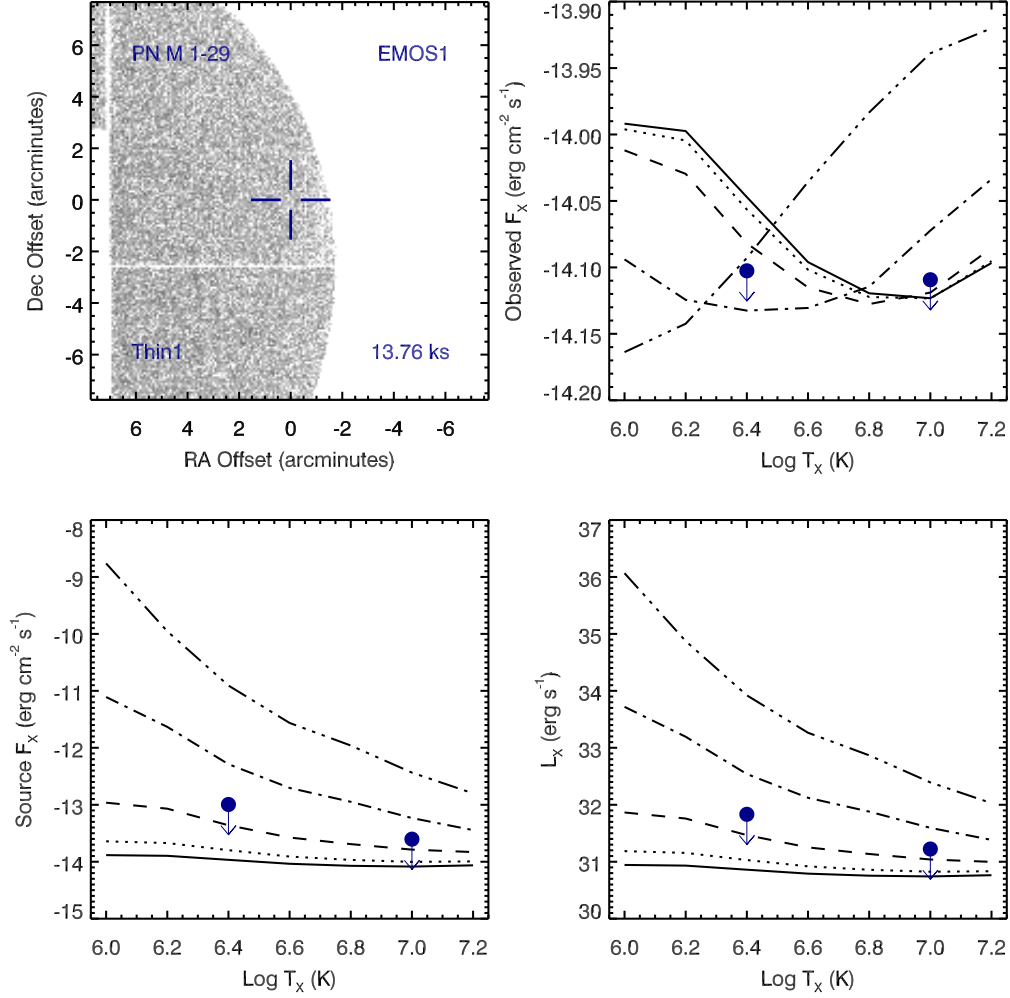 PN M 1-29
EMOS1
Thin1
13.76 ks
6
4
2
0
-2
-4
-6
6 4 2 0 -2 -4 -6
RA Offset (arcminutes)
Dec Offset (arcminutes)
-13.90
-13.95
-14.00
-14.05
-14.10
-14.15
-14.20
6.0 6.2 6.4 6.6 6.8 7.0 7.2
Log Tx (K)
Observed Fx (erg cm-2 s-1)
-8
-9
-10
-11
-12
-13
-14
-15
6.0 6.2 6.4 6.6 6.8 7.0 7.2
Log Tx (K)
Source Fx (erg cm-2 s-1)
37
36
35
34
33
32
31
30
6.0 6.2 6.4 6.6 6.8 7.0 7.2
Log Tx (K)
Lx (erg s-1)